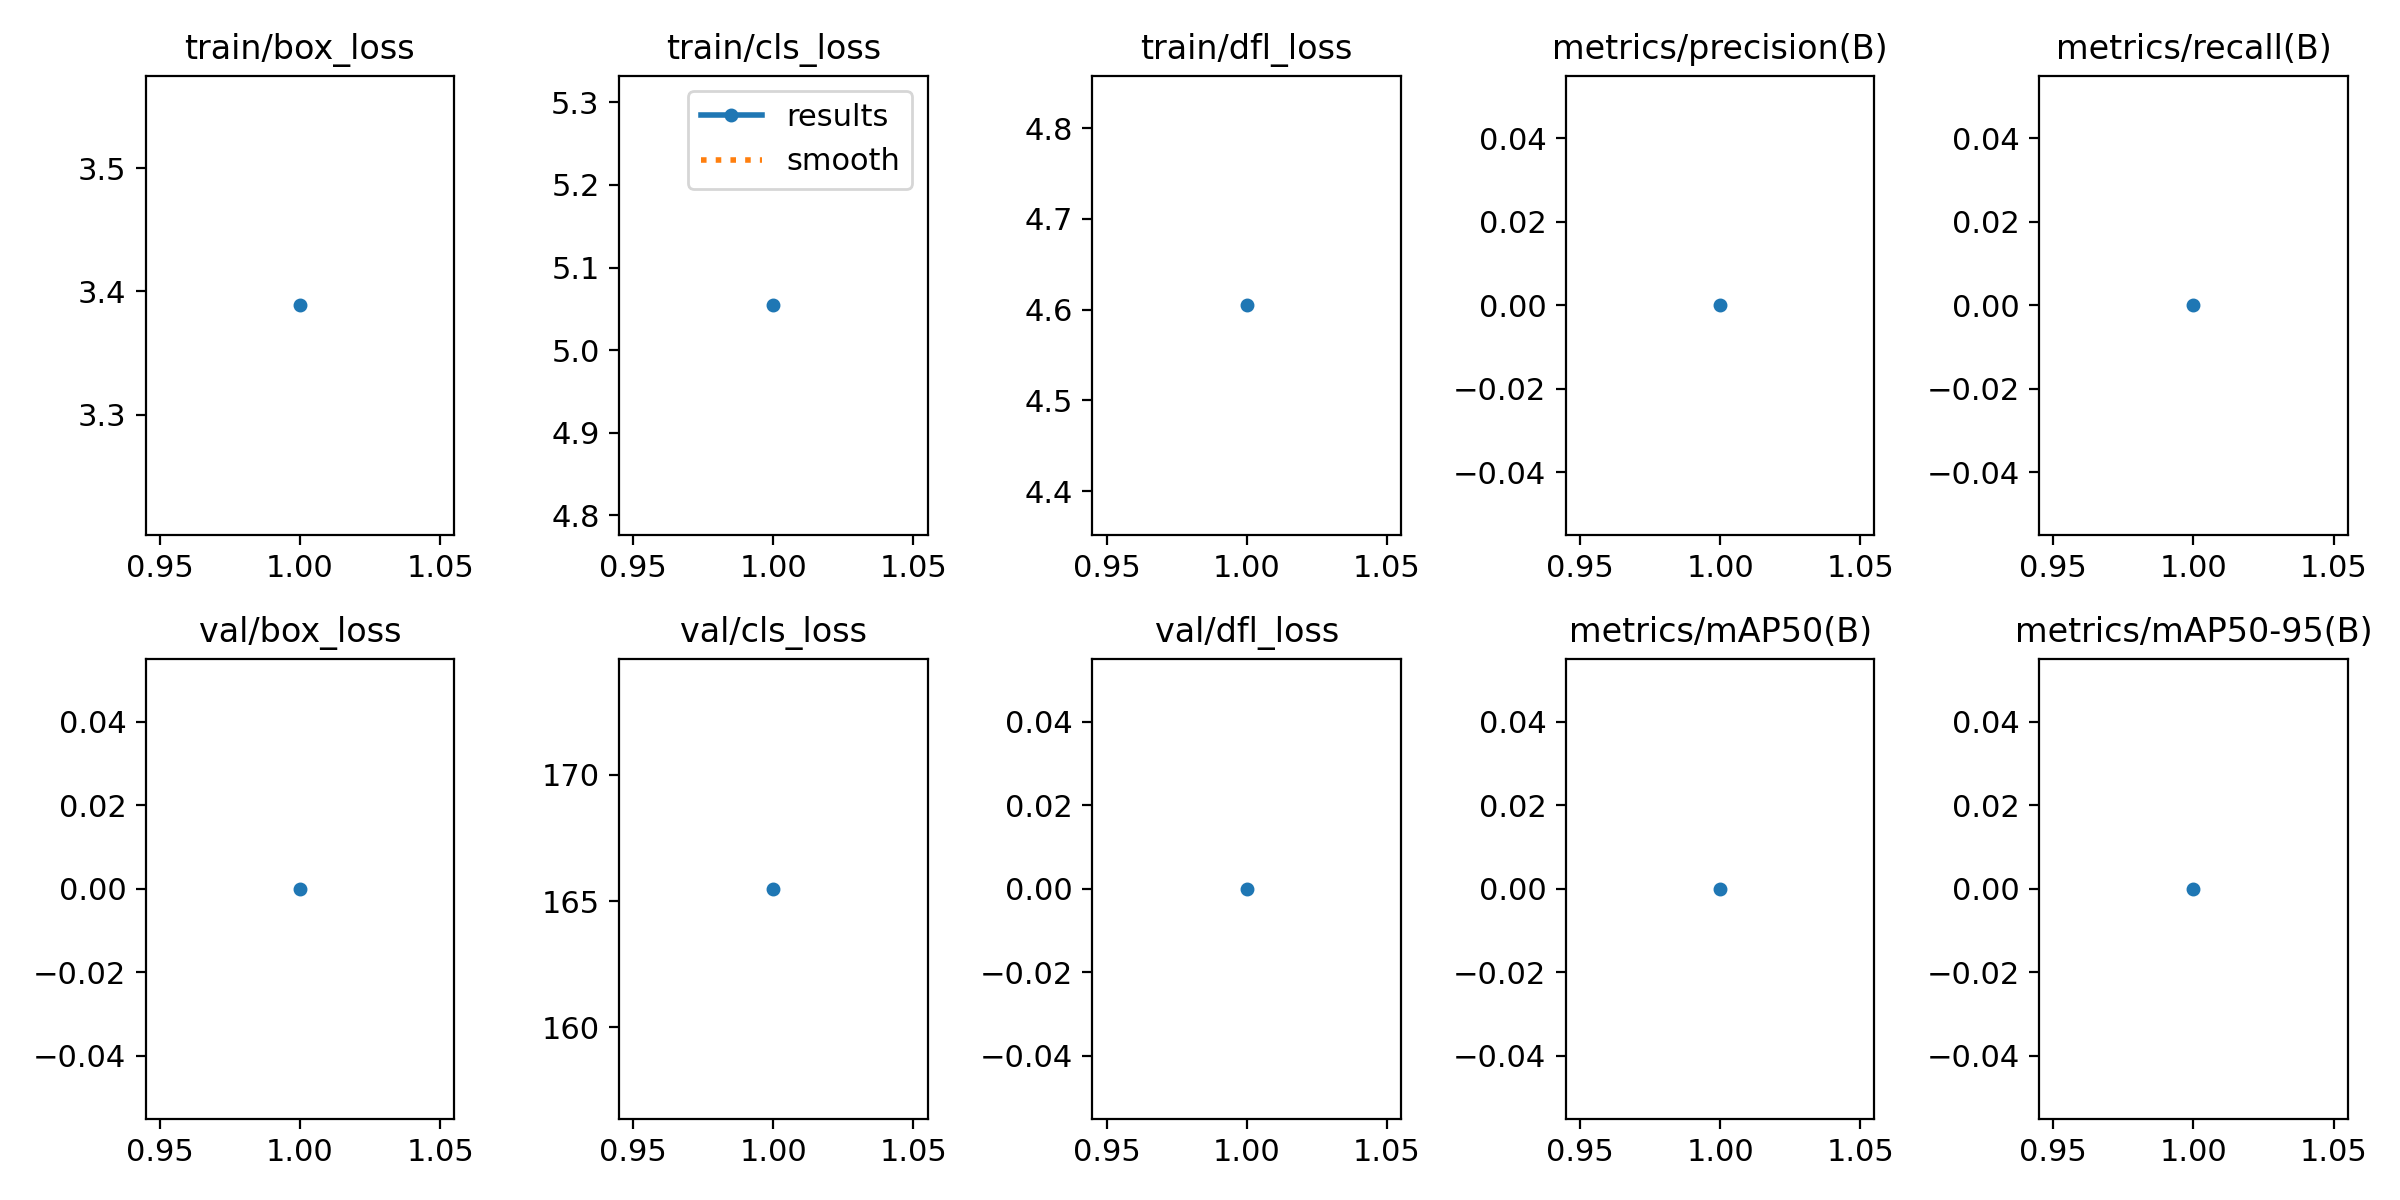 train/box_loss
3.5
3.4
3.3
0.95 1.00 1.05
train/cls_loss
results
smooth
5.3
5.2
5.1
5.0
4.9
4.8
0.95 1.00 1.05
train/dfl_loss
4.8
4.7
4.6
4.5
4.4
0.95 1.00 1.05
metrics/precision(B)
0.04
0.02
0.00
−0.02
−0.04
0.95 1.00 1.05
metrics/recall(B)
0.04
0.02
0.00
−0.02
−0.04
0.95 1.00 1.05
val/box_loss
0.04
0.02
0.00
−0.02
−0.04
0.95 1.00 1.05
val/cls_loss
170
165
160
0.95 1.00 1.05
val/dfl_loss
0.04
0.02
0.00
−0.02
−0.04
0.95 1.00 1.05
metrics/mAP50(B)
0.04
0.02
0.00
−0.02
−0.04
0.95 1.00 1.05
metrics/mAP50-95(B)
0.04
0.02
0.00
−0.02
−0.04
0.95 1.00 1.05